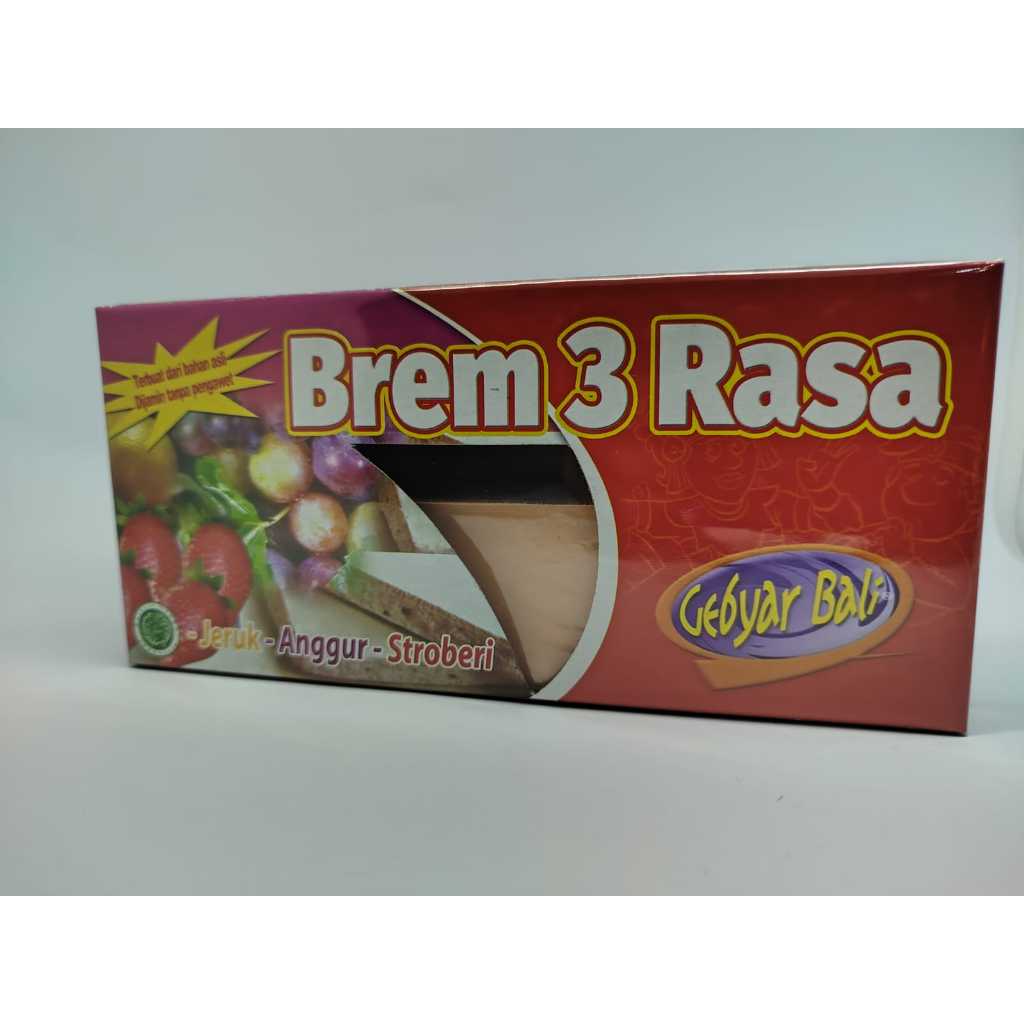 Terbuat dari bahan asli
Dijamin tanpa pengawet
Brem 3 Rasa
- Jeruk - Anggur - Stroberi
Gebyar Bali®